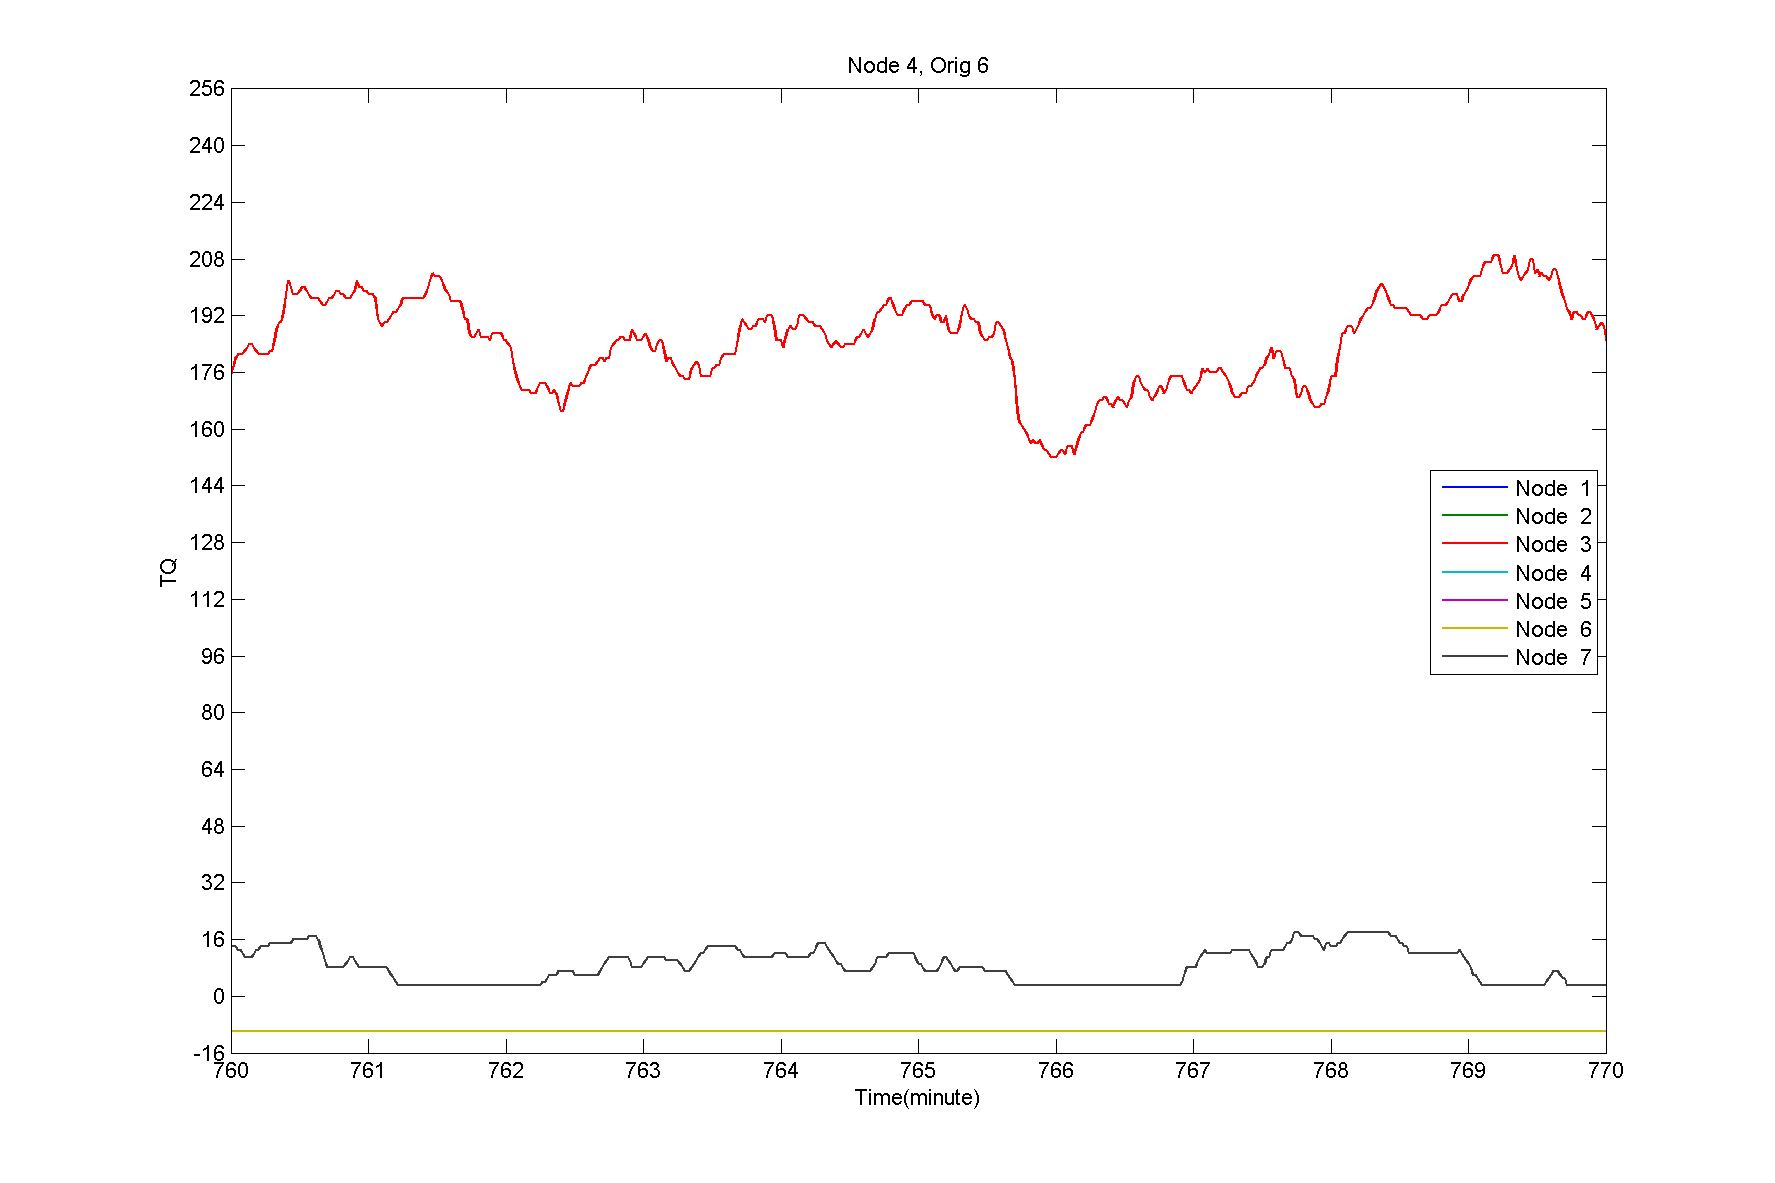 Node 4, Orig 6
256
240
224
208
192
176
160
144
128
112
96
80
64
48
32
16
0
-16
TQ
Node 1
Node 2
Node 3
Node 4
Node 5
Node 6
Node 7
760 761 762 763 764 765 766 767 768 769 770
Time(minute)